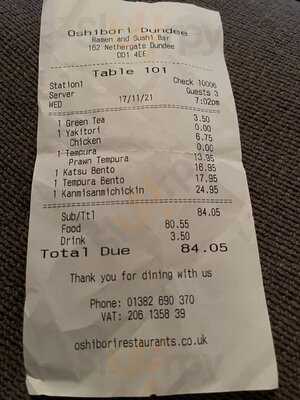 Oshibori Dundee
Ramen and Sushi Bar
162 Nethergate Dundee
DD1 4EE
Table 101
Station1 Check 10006
Server Guests 3
WED 17/11/21 7:02pm
1 Green Tea 3.50
1 Yakitori 0.00
Chicken 6.75
1 Tempura 0.00
Prawn Tempura 13.95
1 Katsu Bento 16.95
1 Tempura Bento 17.95
1 Kanmisanmichickin 24.95
Sub/Ttl 84.05
Food 80.55
Drink 3.50
Total Due 84.05
Thank you for dining with us
Phone: 01382 690 370
VAT: 206 1358 39
oshiborirestaurants.co.uk